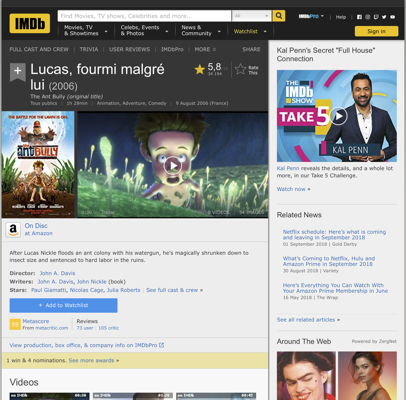 IMDb
Find Movies, TV shows, Celebrities and more...
All
IMDbPro
Help
Movies, TV & Showtimes
Celebs, Events & Photos
News & Community
Watchlist
Sign in
FULL CAST AND CREW | TRIVIA | USER REVIEWS | IMDbPro | MORE
SHARE
Lucas, fourmi malgré
lui (2006)
The Ant Bully (original title)
Tous publics | 1h 28min | Animation, Adventure, Comedy | 9 August 2006 (France)
5,8
Rate This
THE BATTLE FOR THE LAWN IS ON.
the
antBully
VIDEOS
IMAGES
On Disc
at Amazon
After Lucas Nickle floods an ant colony with his watergun, he's magically shrunken down to
insect size and sentenced to hard labor in the ruins.
Director: John A. Davis
Writers: John A. Davis, John Nickle (book)
Stars: Paul Giamatti, Nicolas Cage, Julia Roberts | See full cast & crew »
+ Add to Watchlist
Metascore
From metacritic.com
Reviews
73 user | 105 critic
View production, box office, & company info on IMDbPro
1 win & 4 nominations. See more awards »
Videos
Kal Penn's Secret "Full House"
Connection
THE
IMDb
SHOW
TAKE 5
KAL PENN
Kal Penn reveals the details, and a whole lot
more, in our Take 5 Challenge.
Watch now »
Related News
Netflix schedule: Here's what is coming
and leaving in September 2018
01 September 2018 | Gold Derby
What's Coming to Netflix, Hulu and
Amazon Prime in September 2018
30 August 2018 | Variety
Here's Everything You Can Watch With
Your Amazon Prime Membership in June
16 May 2018 | The Wrap
See all related articles »
Around The Web
Powered by ZergNet